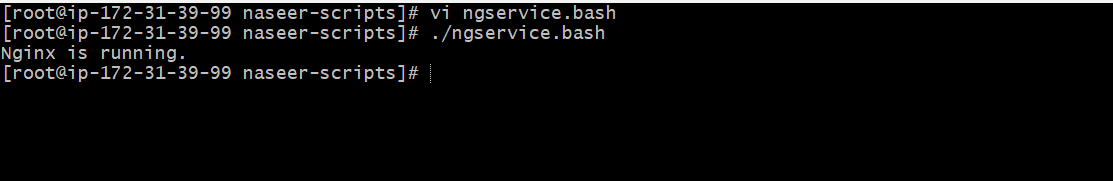 [root@ip-172-31-39-99 naseer-scripts]# vi ngservice.bash
[root@ip-172-31-39-99 naseer-scripts]# ./ngservice.bash
Nginx is running.
[root@ip-172-31-39-99 naseer-scripts]#